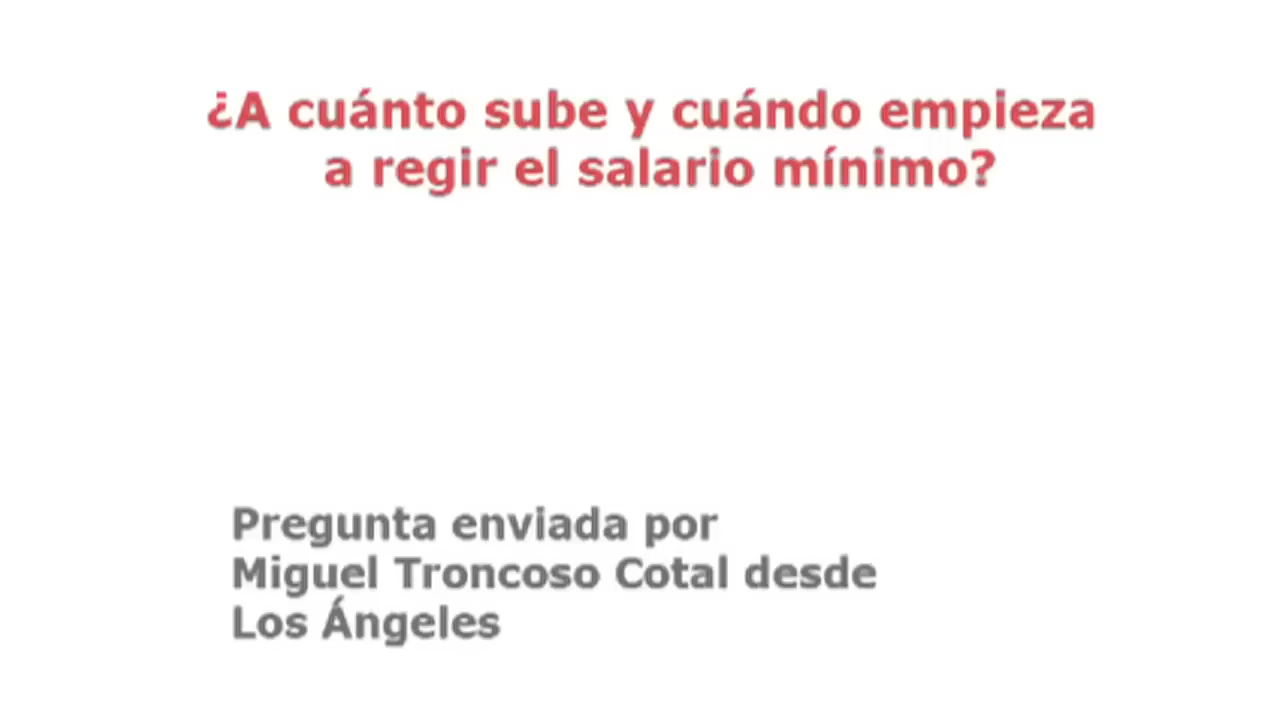 ¿A cuánto sube y cuándo empieza
a regir el salario mínimo?
Pregunta enviada por
Miguel Troncoso Cotal desde
Los Ángeles